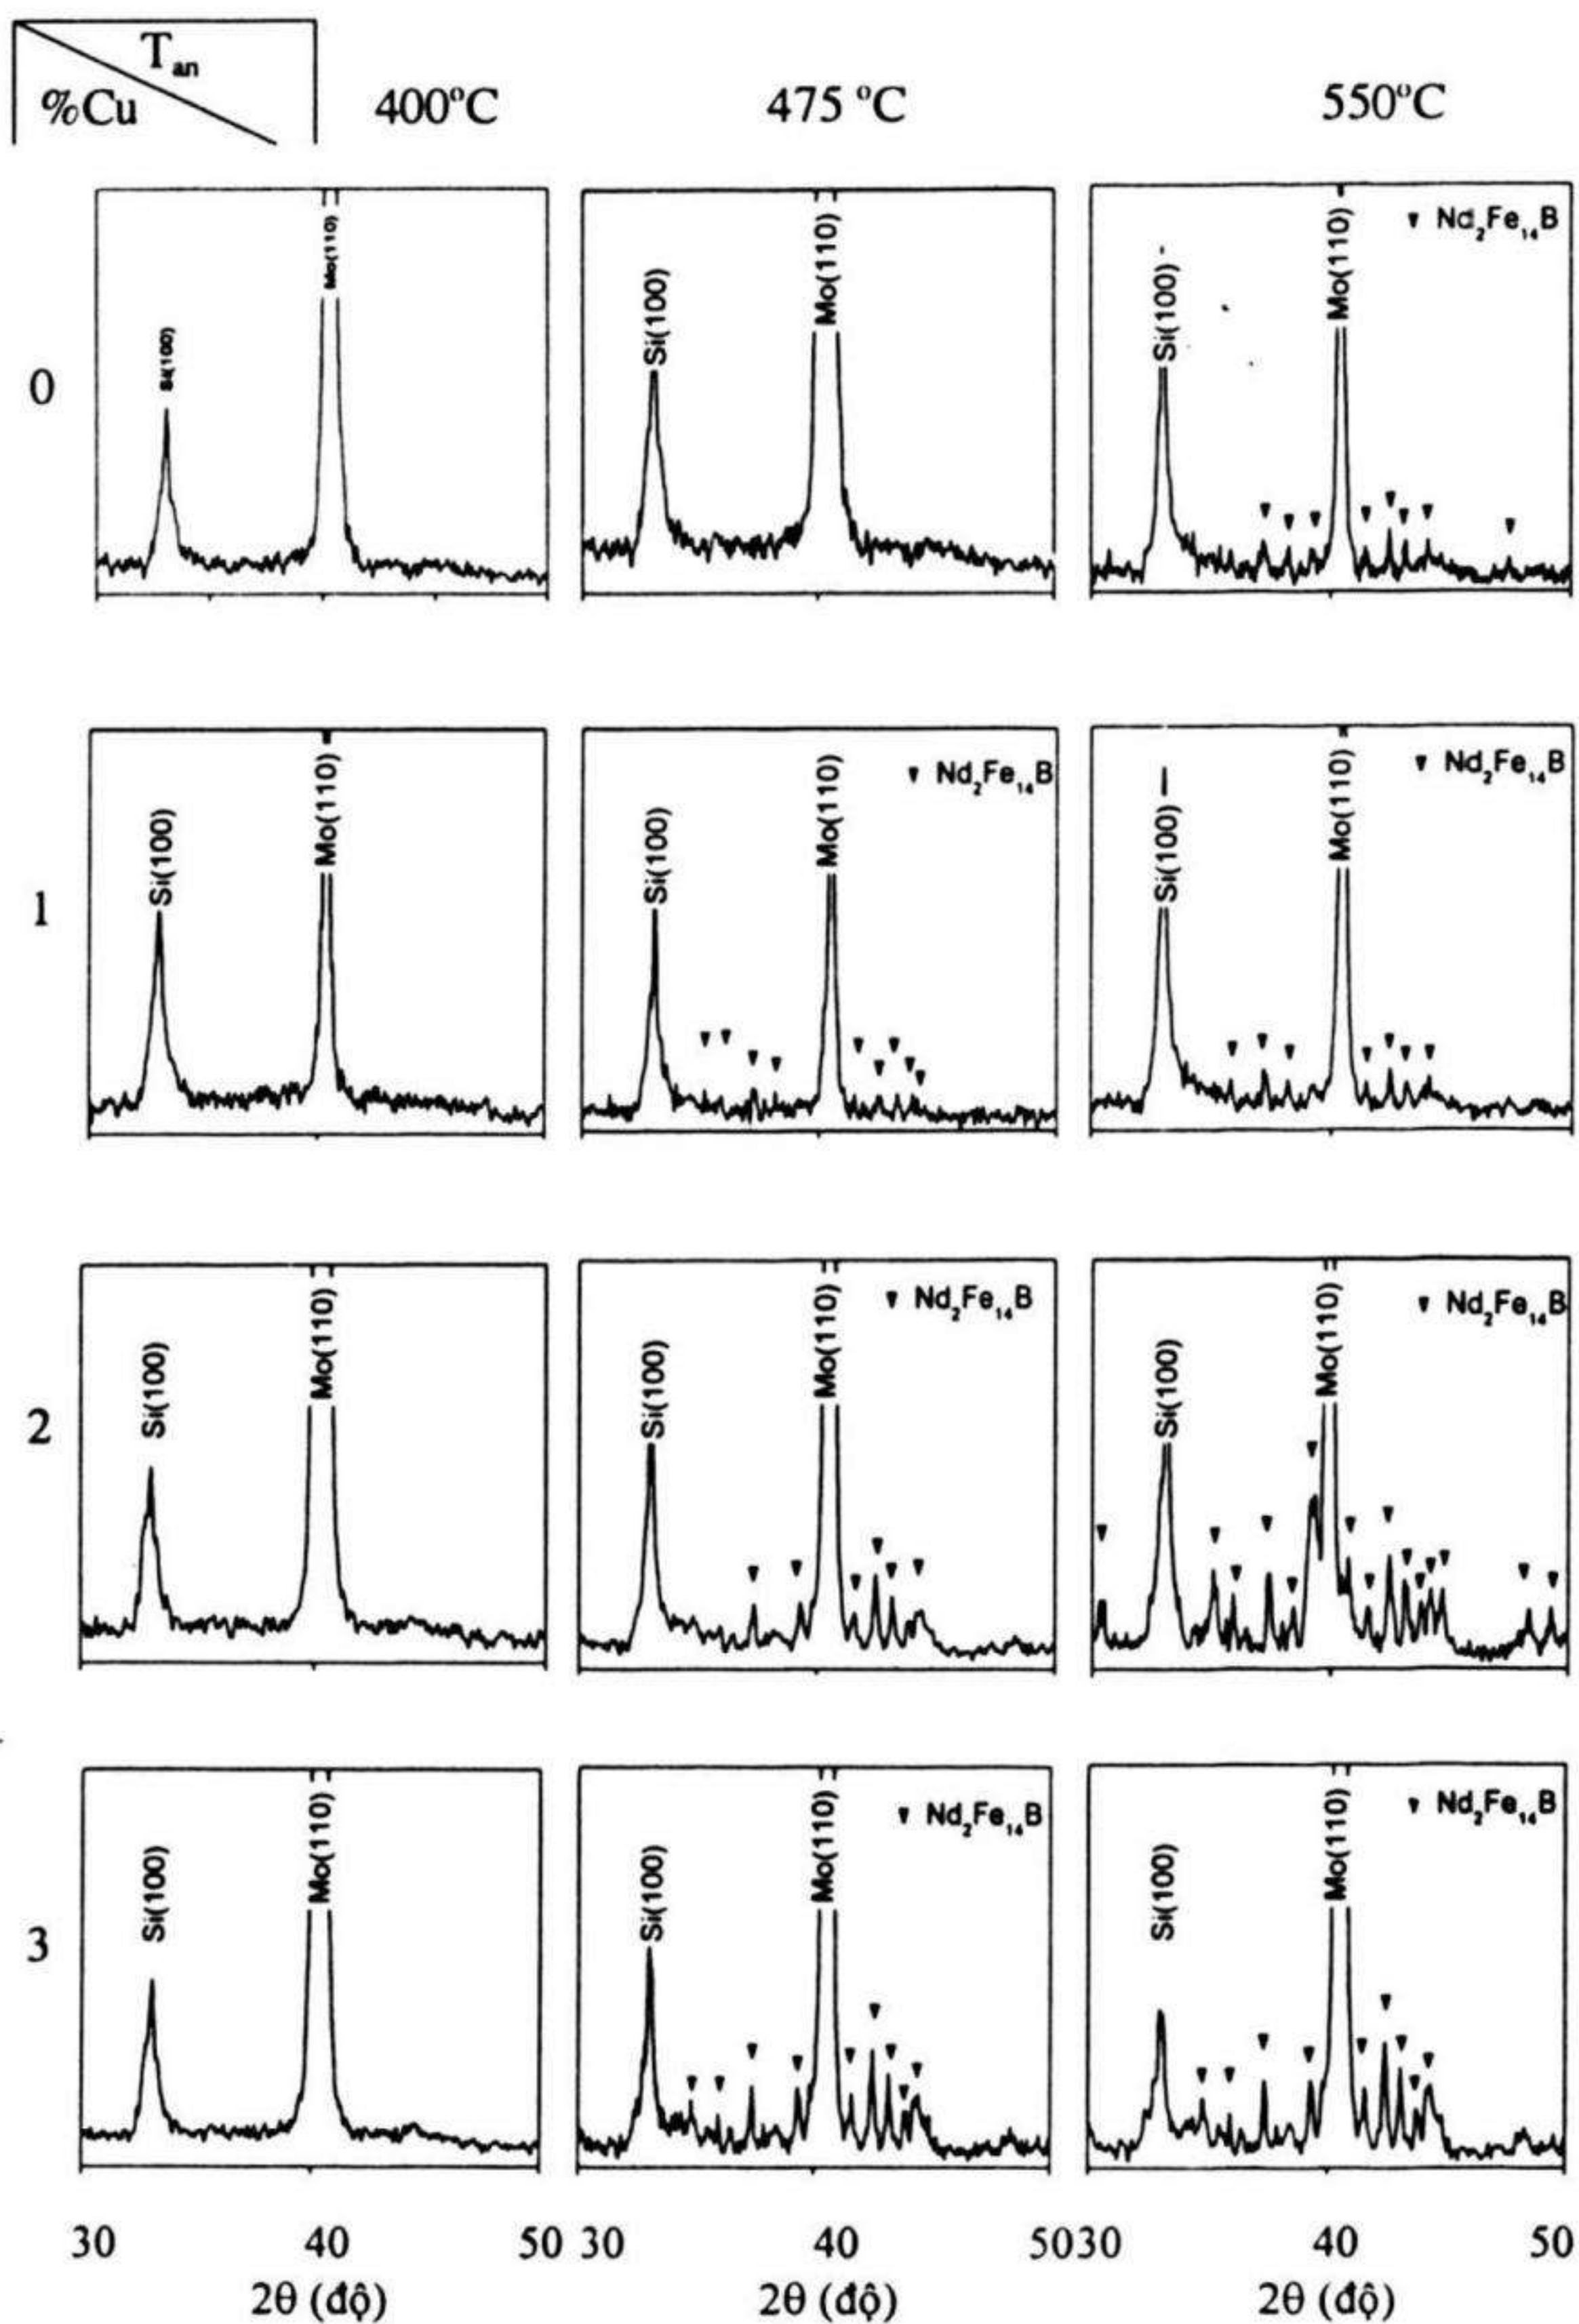 T_an
%Cu 400°C 475 °C 550°C
0
Si(100) Mo(110)
Si(100) Mo(110)
Si(100) Mo(110) ▼ Nd₂Fe₁₄B
1
Si(100) Mo(110)
Si(100) Mo(110) ▼ Nd₂Fe₁₄B
Si(100) Mo(110) ▼ Nd₂Fe₁₄B
2
Si(100) Mo(110)
Si(100) Mo(110) ▼ Nd₂Fe₁₄B
Si(100) Mo(110) ▼ Nd₂Fe₁₄B
3
Si(100) Mo(110)
Si(100) Mo(110) ▼ Nd₂Fe₁₄B
Si(100) Mo(110) ▼ Nd₂Fe₁₄B
30 40 50 30 40 50 30 40 50
2θ (độ) 2θ (độ) 2θ (độ)